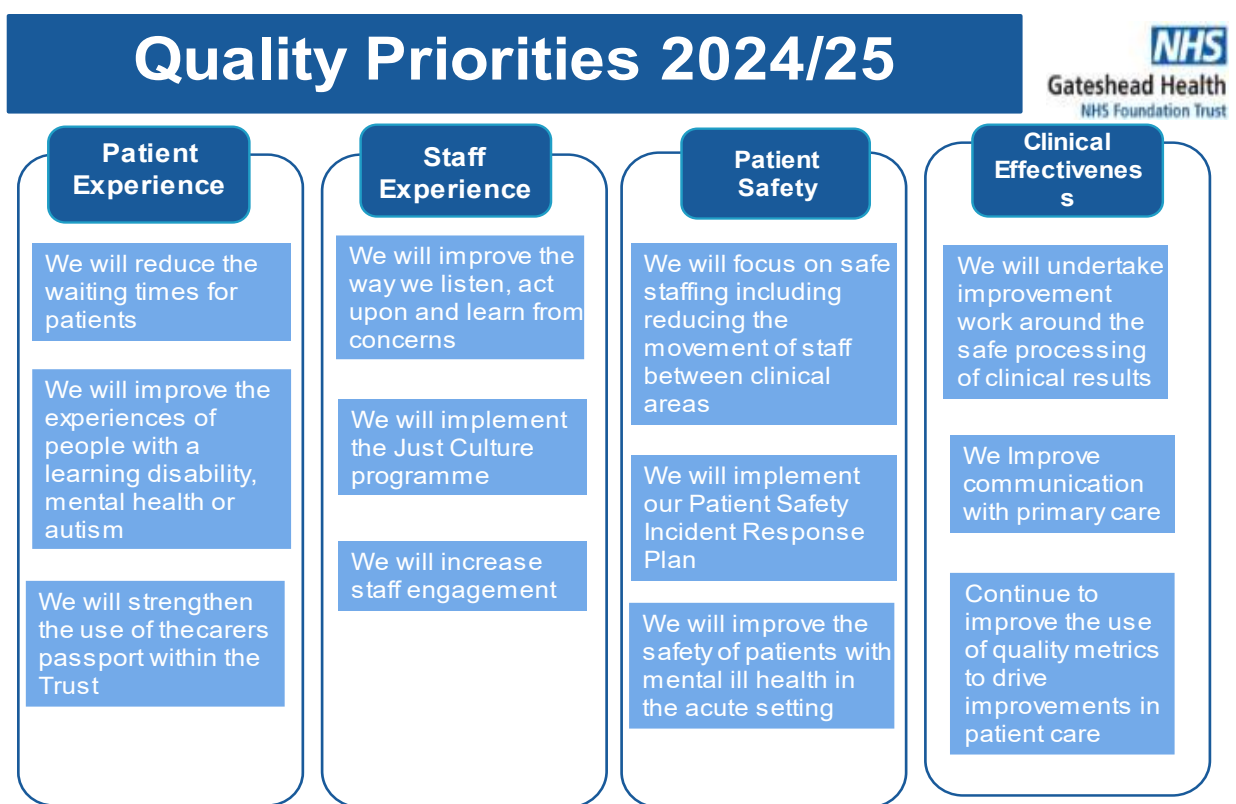 Quality Priorities 2024/25
NHS
Gateshead Health
NHS Foundation Trust
Patient
Experience
We will reduce the
waiting times for
patients
We will improve the
experiences of
people with a
learning disability,
mental health or
autism
We will strengthen
the use of thecarers
passport within the
Trust
Staff
Experience
We will improve the
way we listen, act
upon and learn from
concerns
We will implement
the Just Culture
programme
We will increase
staff engagement
Patient
Safety
We will focus on safe
staffing including
reducing the
movement of staff
between clinical
areas
We will implement
our Patient Safety
Incident Response
Plan
We will improve the
safety of patients with
mental ill health in
the acute setting
Clinical
Effectivenes
s
We will undertake
improvement
work around the
safe processing
of clinical results
We Improve
communication
with primary care
Continue to
improve the use
of quality metrics
to drive
improvements in
patient care